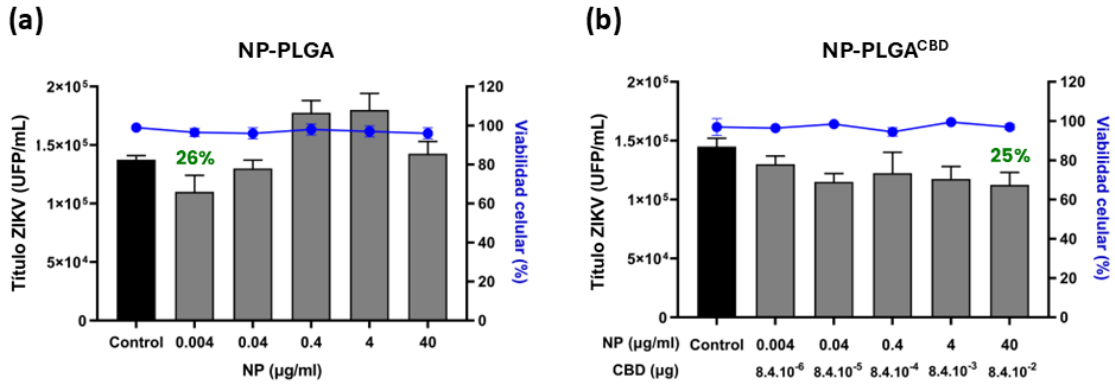 (a)
NP-PLGA
Título ZIKV (UFP/mL)
2×10⁵
1.5×10⁵
1×10⁵
5×10⁴
0
26%
120
100
80
60
40
20
0
Viabilidad celular (%)
Control 0.004 0.04 0.4 4 40
NP (µg/ml)
(b)
NP-PLGA^CBD
Título ZIKV (UFP/mL)
2×10⁵
1.5×10⁵
1×10⁵
5×10⁴
0
25%
120
100
80
60
40
20
0
Viabilidad celular (%)
NP (µg/ml) Control 0.004 0.04 0.4 4 40
CBD (µg) 8.4.10⁻⁶ 8.4.10⁻⁵ 8.4.10⁻⁴ 8.4.10⁻³ 8.4.10⁻²